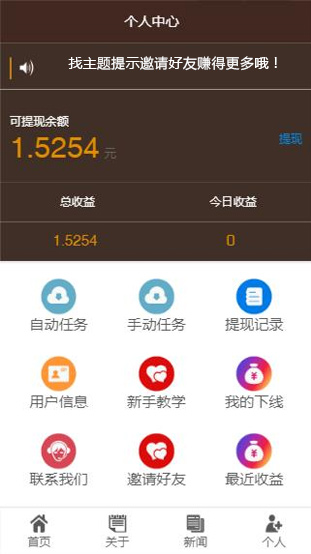 个人中心
找主题提示邀请好友赚得更多哦！
可提现余额
1.5254 元
提现
总收益 今日收益
1.5254 0
自动任务 手动任务 提现记录
用户信息 新手教学 我的下线
联系我们 邀请好友 最近收益
首页 关于 新闻 个人